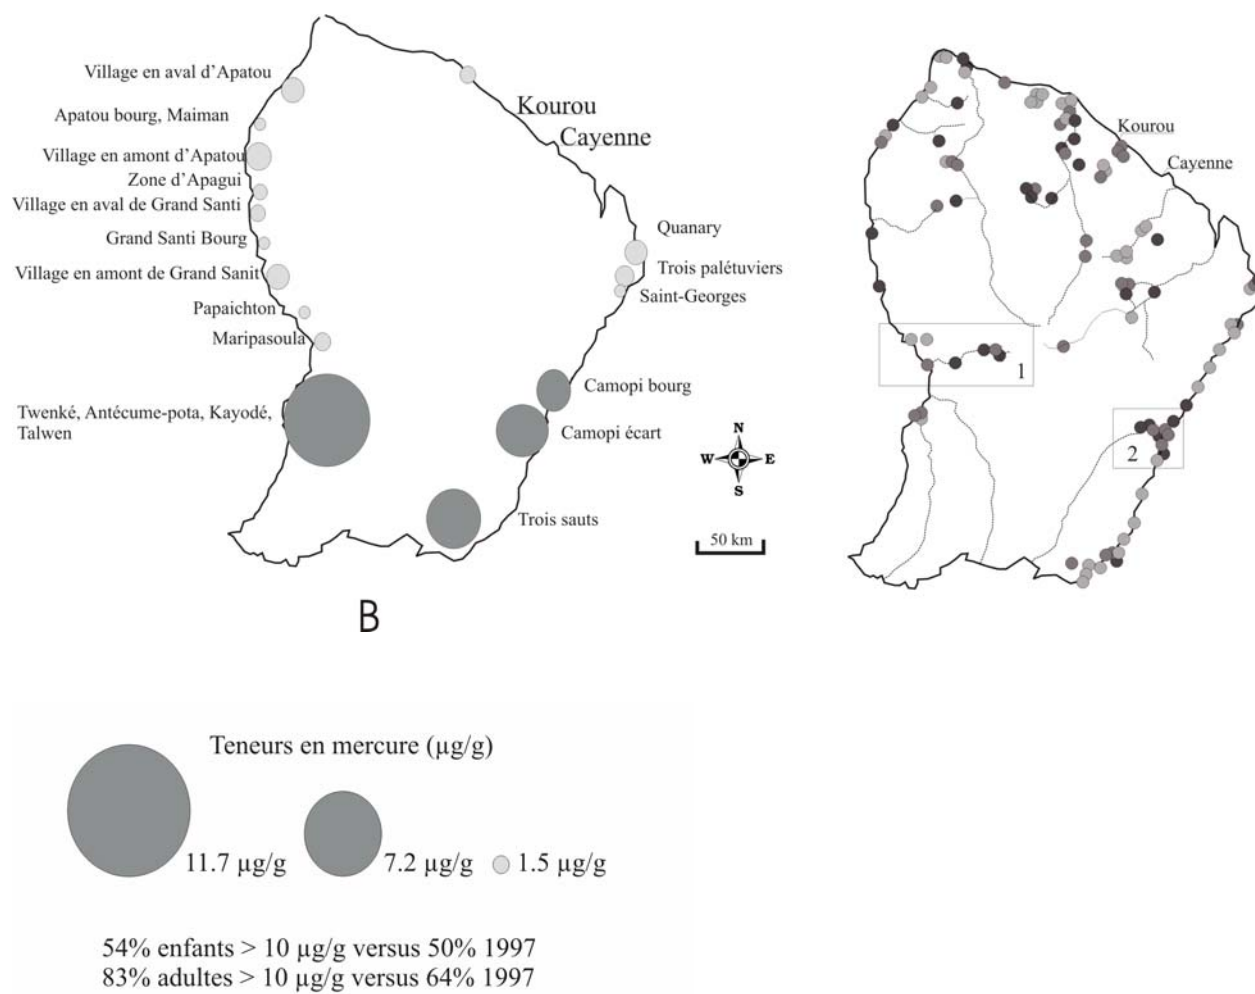 Village en aval d'Apatou
Apatou bourg, Maiman
Village en amont d'Apatou
Zone d'Apagui
Village en aval de Grand Santi
Grand Santi Bourg
Village en amont de Grand Sanit
Papaichton
Maripasoula
Twenké, Antécume-pota, Kayodé,
Talwen
Kourou
Cayenne
Quanary
Trois palétuviers
Saint-Georges
Camopi bourg
Camopi écart
Trois sauts
N
W
E
S
50 km
Kourou
Cayenne
1
2
B
Teneurs en mercure (µg/g)
11.7 µg/g
7.2 µg/g
1.5 µg/g
54% enfants > 10 µg/g versus 50% 1997
83% adultes > 10 µg/g versus 64% 1997